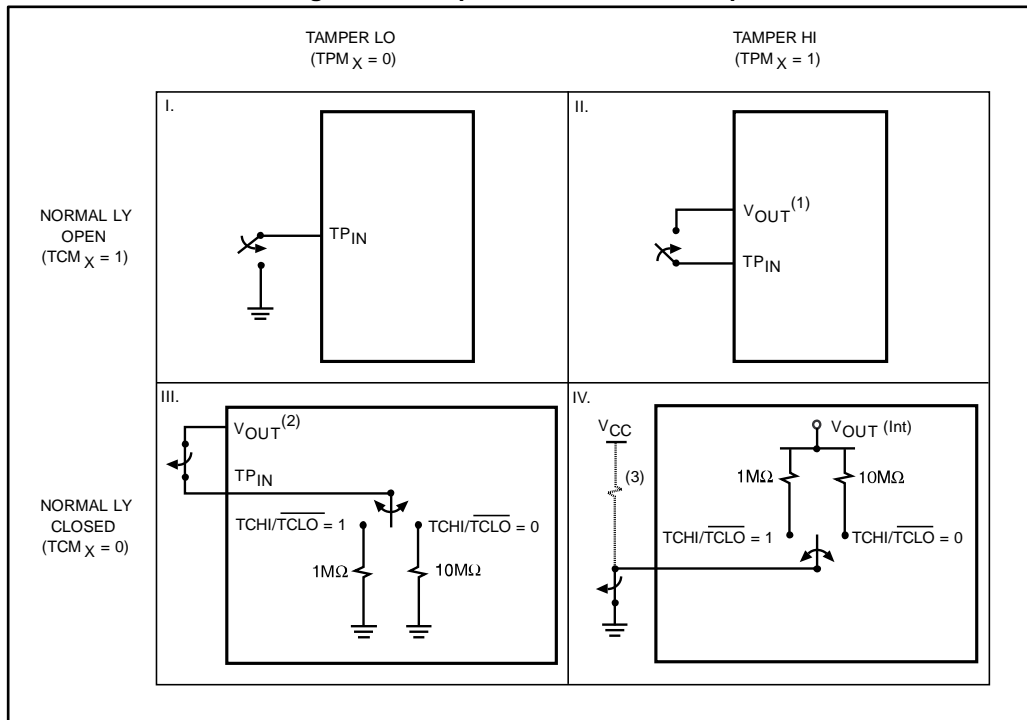 TAMPER LO
(TPM X = 0)
TAMPER HI
(TPM X = 1)
NORMAL LY
OPEN
(TCM X = 1)
I.
TPIN
II.
VOUT(1)
TPIN
NORMAL LY
CLOSED
(TCM X = 0)
III.
VOUT(2)
TPIN
TCHI/TCLO = 1
TCHI/TCLO = 0
1MΩ
10MΩ
IV.
VCC
VOUT (Int)
(3)
1MΩ
10MΩ
TCHI/TCLO = 1
TCHI/TCLO = 0